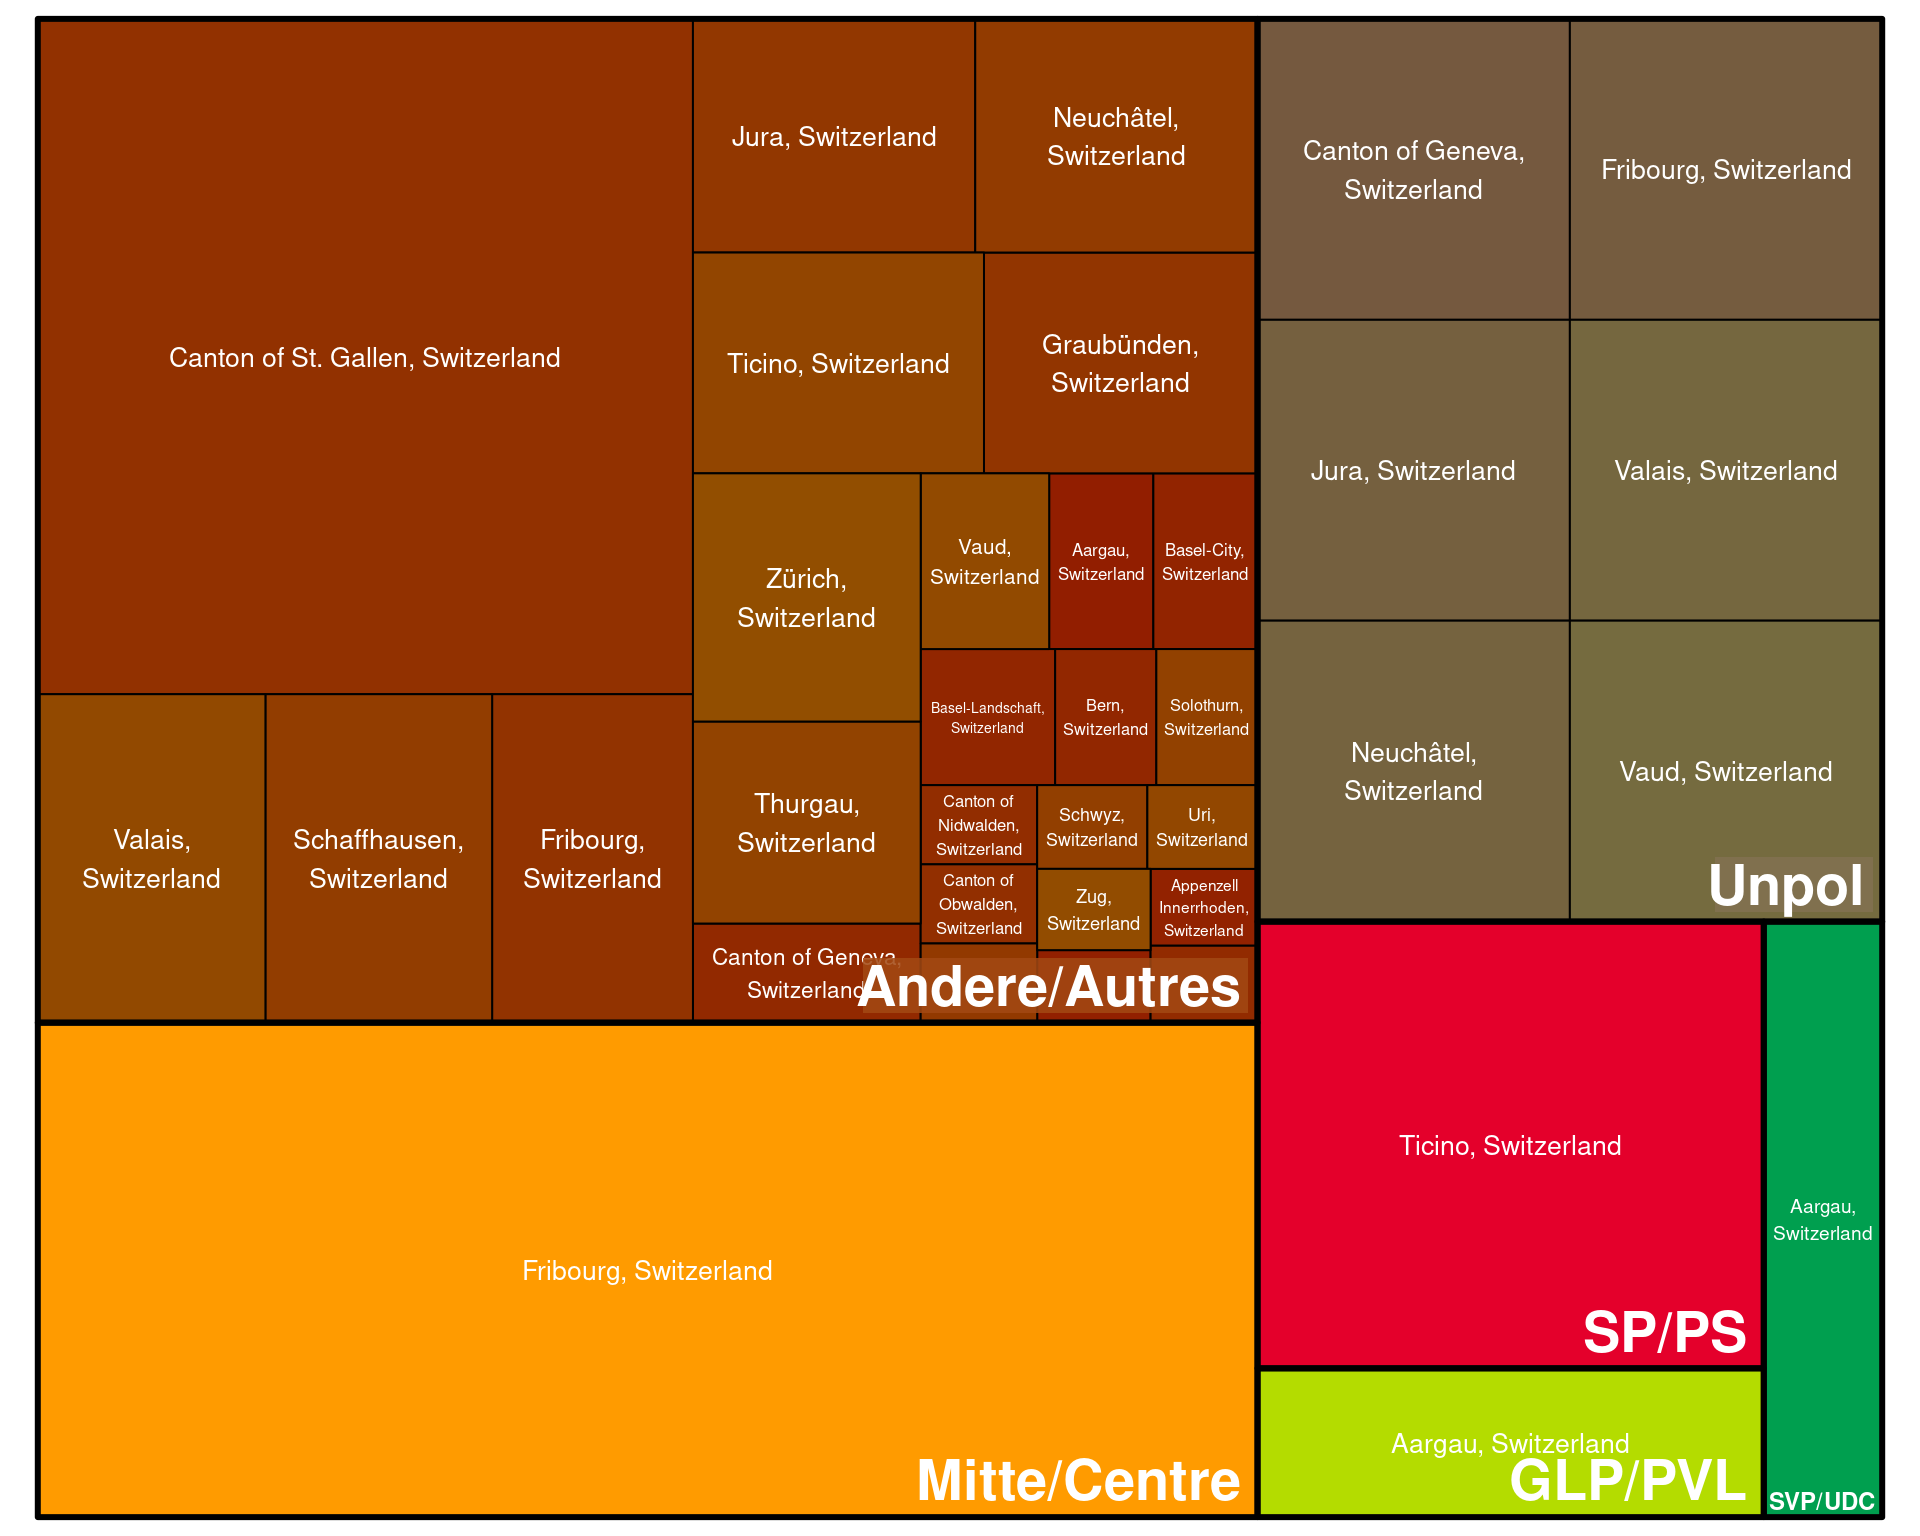 Canton of St. Gallen, Switzerland
Valais,
Switzerland
Schaffhausen,
Switzerland
Fribourg,
Switzerland
Jura, Switzerland
Neuchâtel,
Switzerland
Ticino, Switzerland
Graubünden,
Switzerland
Zürich,
Switzerland
Vaud,
Switzerland
Aargau,
Switzerland
Basel-City,
Switzerland
Basel-Landschaft,
Switzerland
Bern,
Switzerland
Solothurn,
Switzerland
Thurgau,
Switzerland
Canton of
Nidwalden,
Switzerland
Schwyz,
Switzerland
Uri,
Switzerland
Canton of
Obwalden,
Switzerland
Zug,
Switzerland
Appenzell
Innerrhoden,
Switzerland
Canton of Geneva,
Switzerland
Andere/Autres
Canton of Geneva,
Switzerland
Fribourg, Switzerland
Jura, Switzerland
Valais, Switzerland
Neuchâtel,
Switzerland
Vaud, Switzerland
Unpol
Fribourg, Switzerland
Mitte/Centre
Ticino, Switzerland
SP/PS
Aargau, Switzerland
GLP/PVL
Aargau,
Switzerland
SVP/UDC